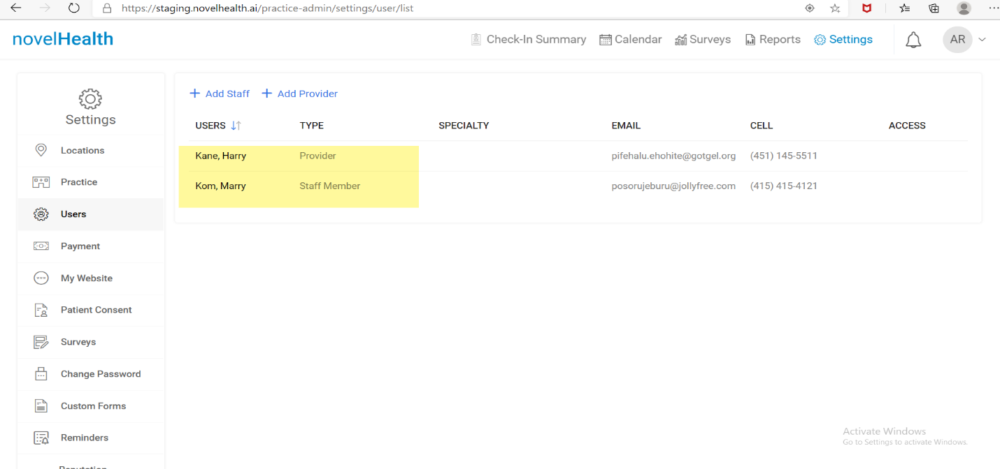 https://staging.novelhealth.ai/practice-admin/settings/user/list
novelHealth Check-In Summary Calendar Surveys Reports Settings AR
Settings
Locations
Practice
Users
Payment
My Website
Patient Consent
Surveys
Change Password
Custom Forms
Reminders
+ Add Staff + Add Provider
USERS TYPE SPECIALTY EMAIL CELL ACCESS
Kane, Harry Provider pifehalu.ehohite@gotgel.org (451) 145-5511
Kom, Marry Staff Member posorujeburu@jollyfree.com (415) 415-4121
Activate Windows
Go to Settings to activate Windows.